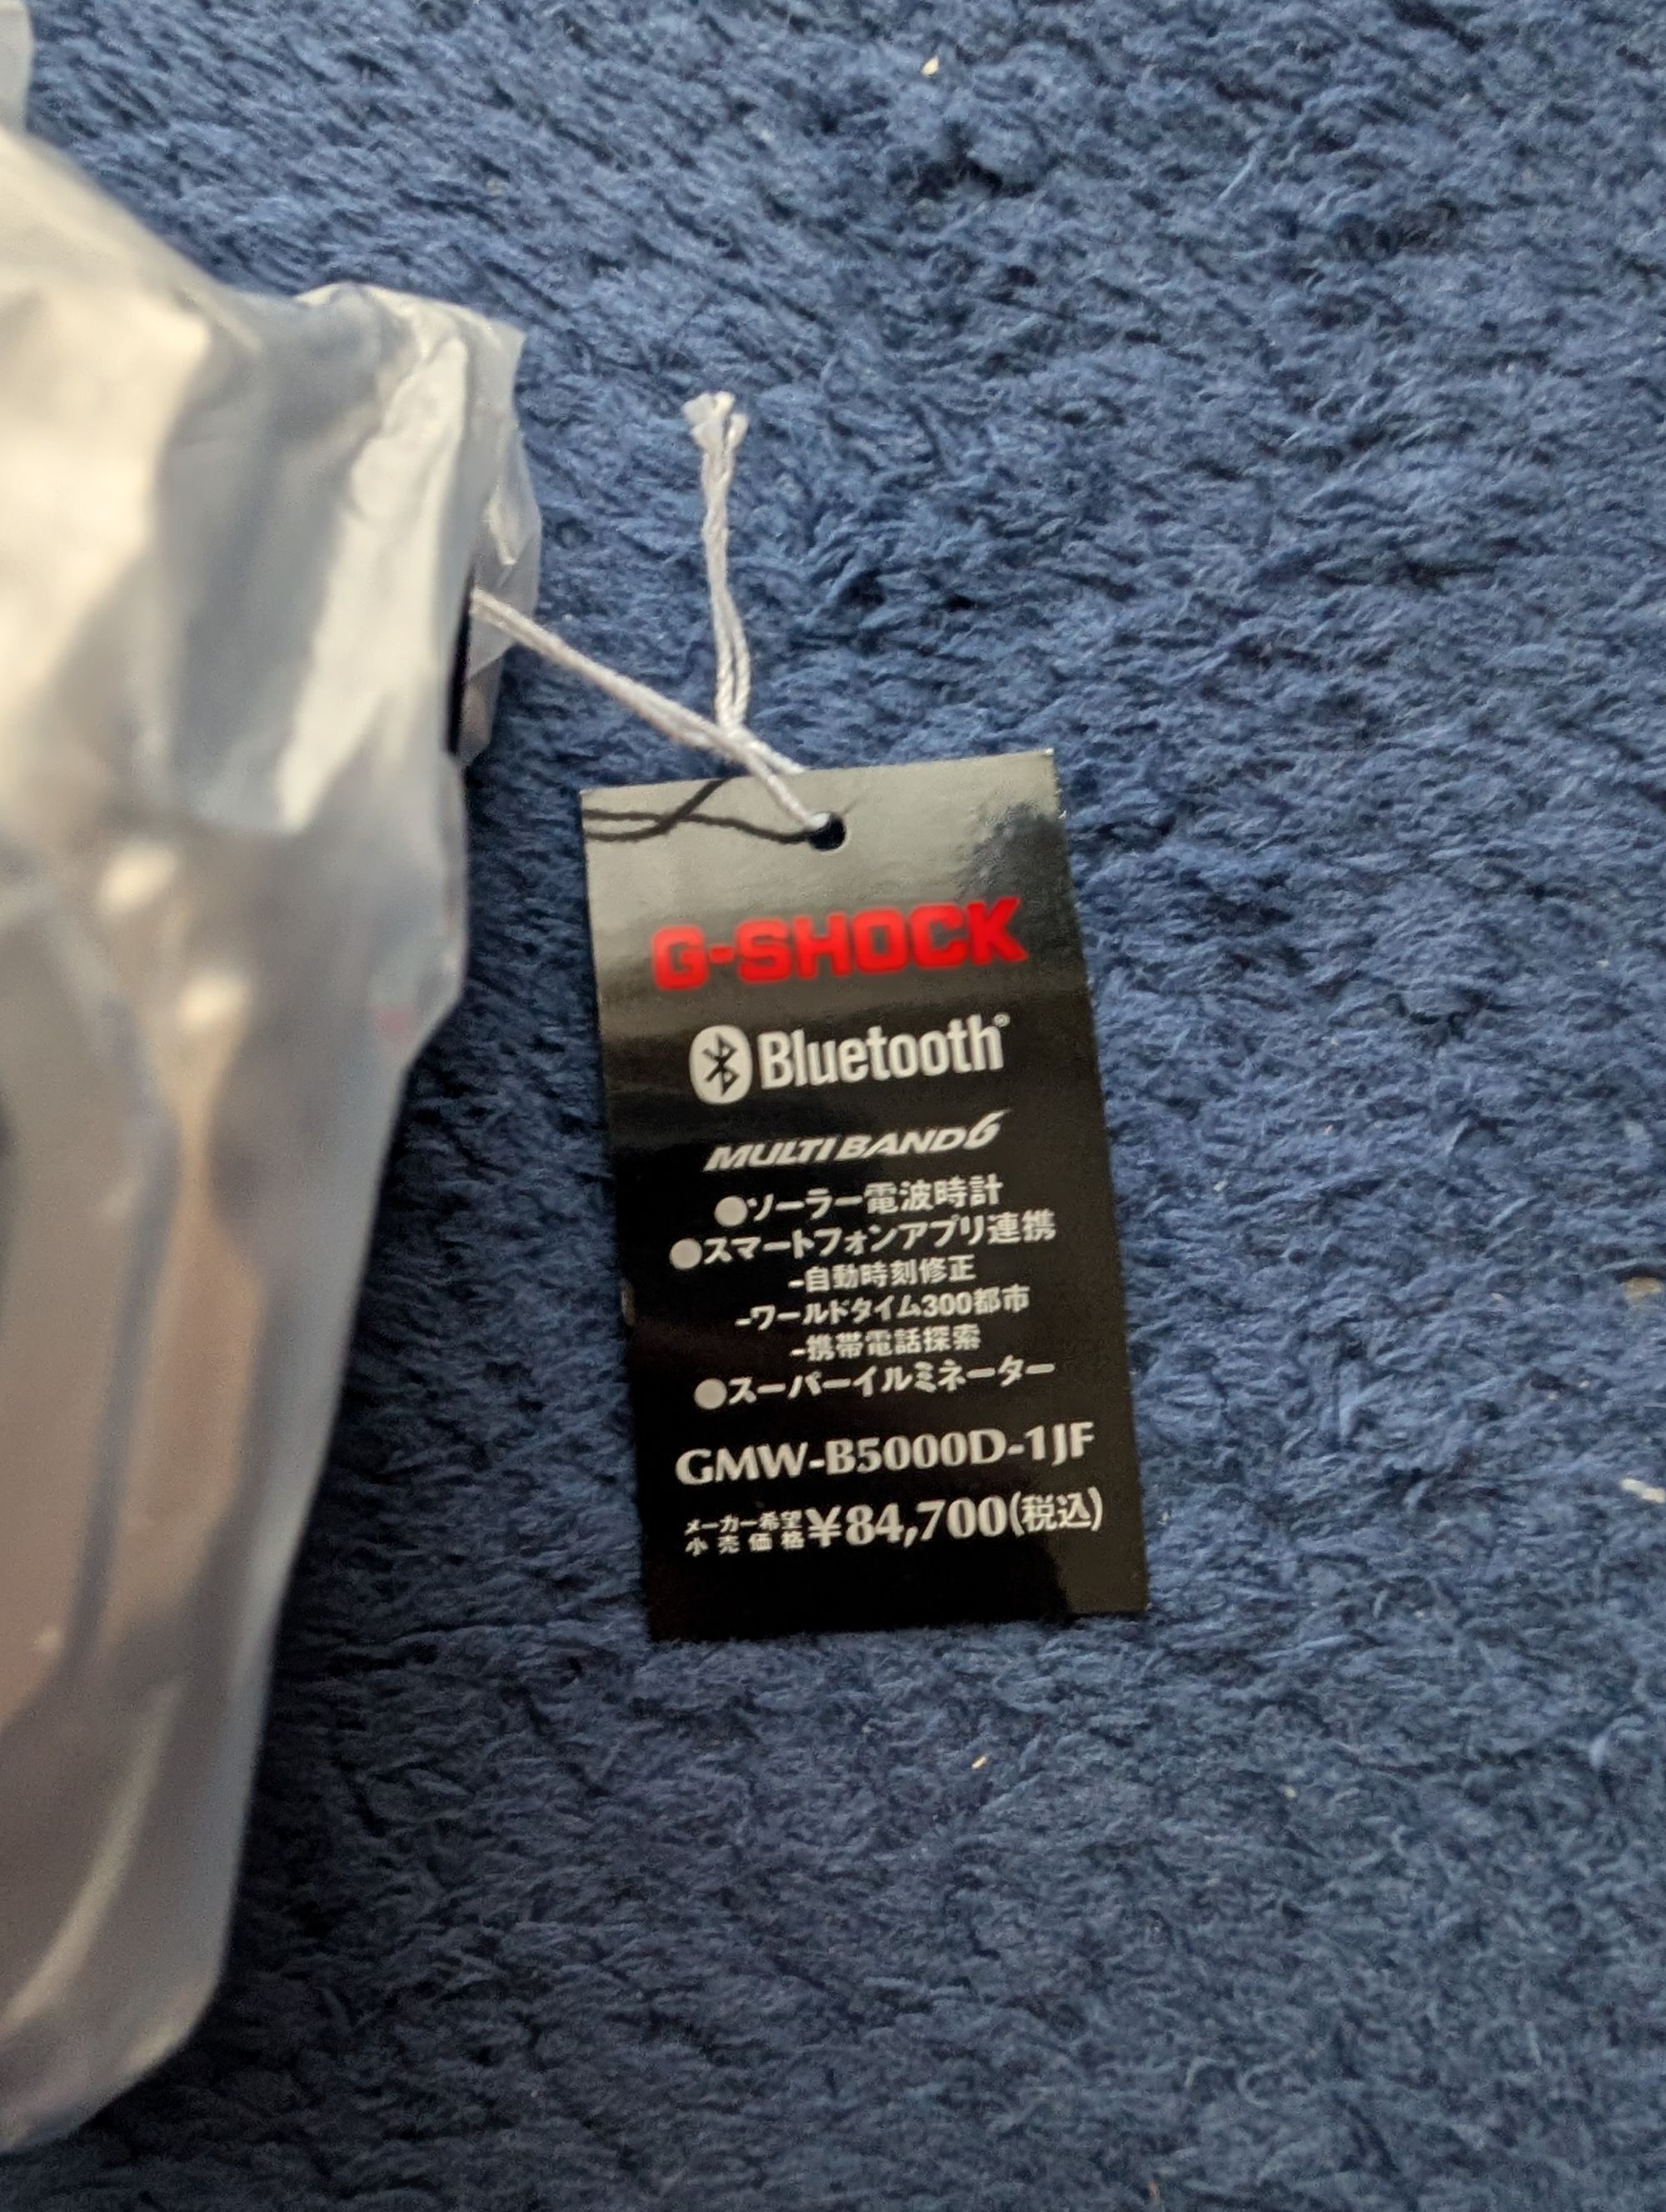 G-SHOCK
Bluetooth®
MULTI BAND 6
●ソーラー電波時計
●スマートフォンアプリ連携
-自動時刻修正
-ワールドタイム300都市
-携帯電話探索
●スーパーイルミネーター
GMW-B5000D-1JF
メーカー希望小売価格¥84,700(税込)